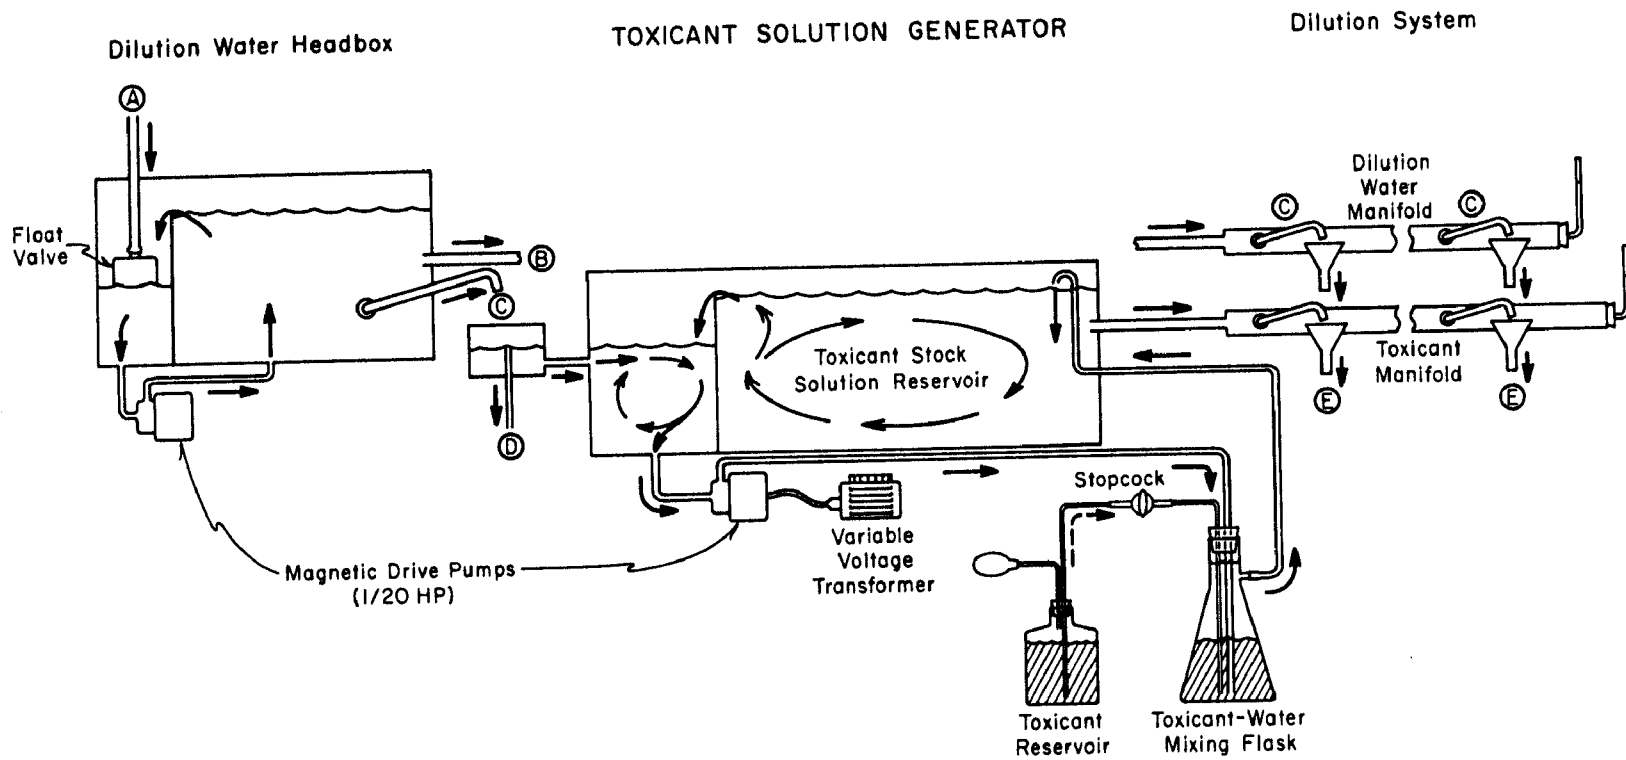 Dilution Water Headbox
TOXICANT SOLUTION GENERATOR
Dilution System
A
Float
Valve
B
C
D
Toxicant Stock
Solution Reservoir
Dilution
Water
Manifold
C
C
Toxicant
Manifold
E
E
Stopcock
Variable
Voltage
Transformer
Magnetic Drive Pumps
(1/20 HP)
Toxicant
Reservoir
Toxicant-Water
Mixing Flask